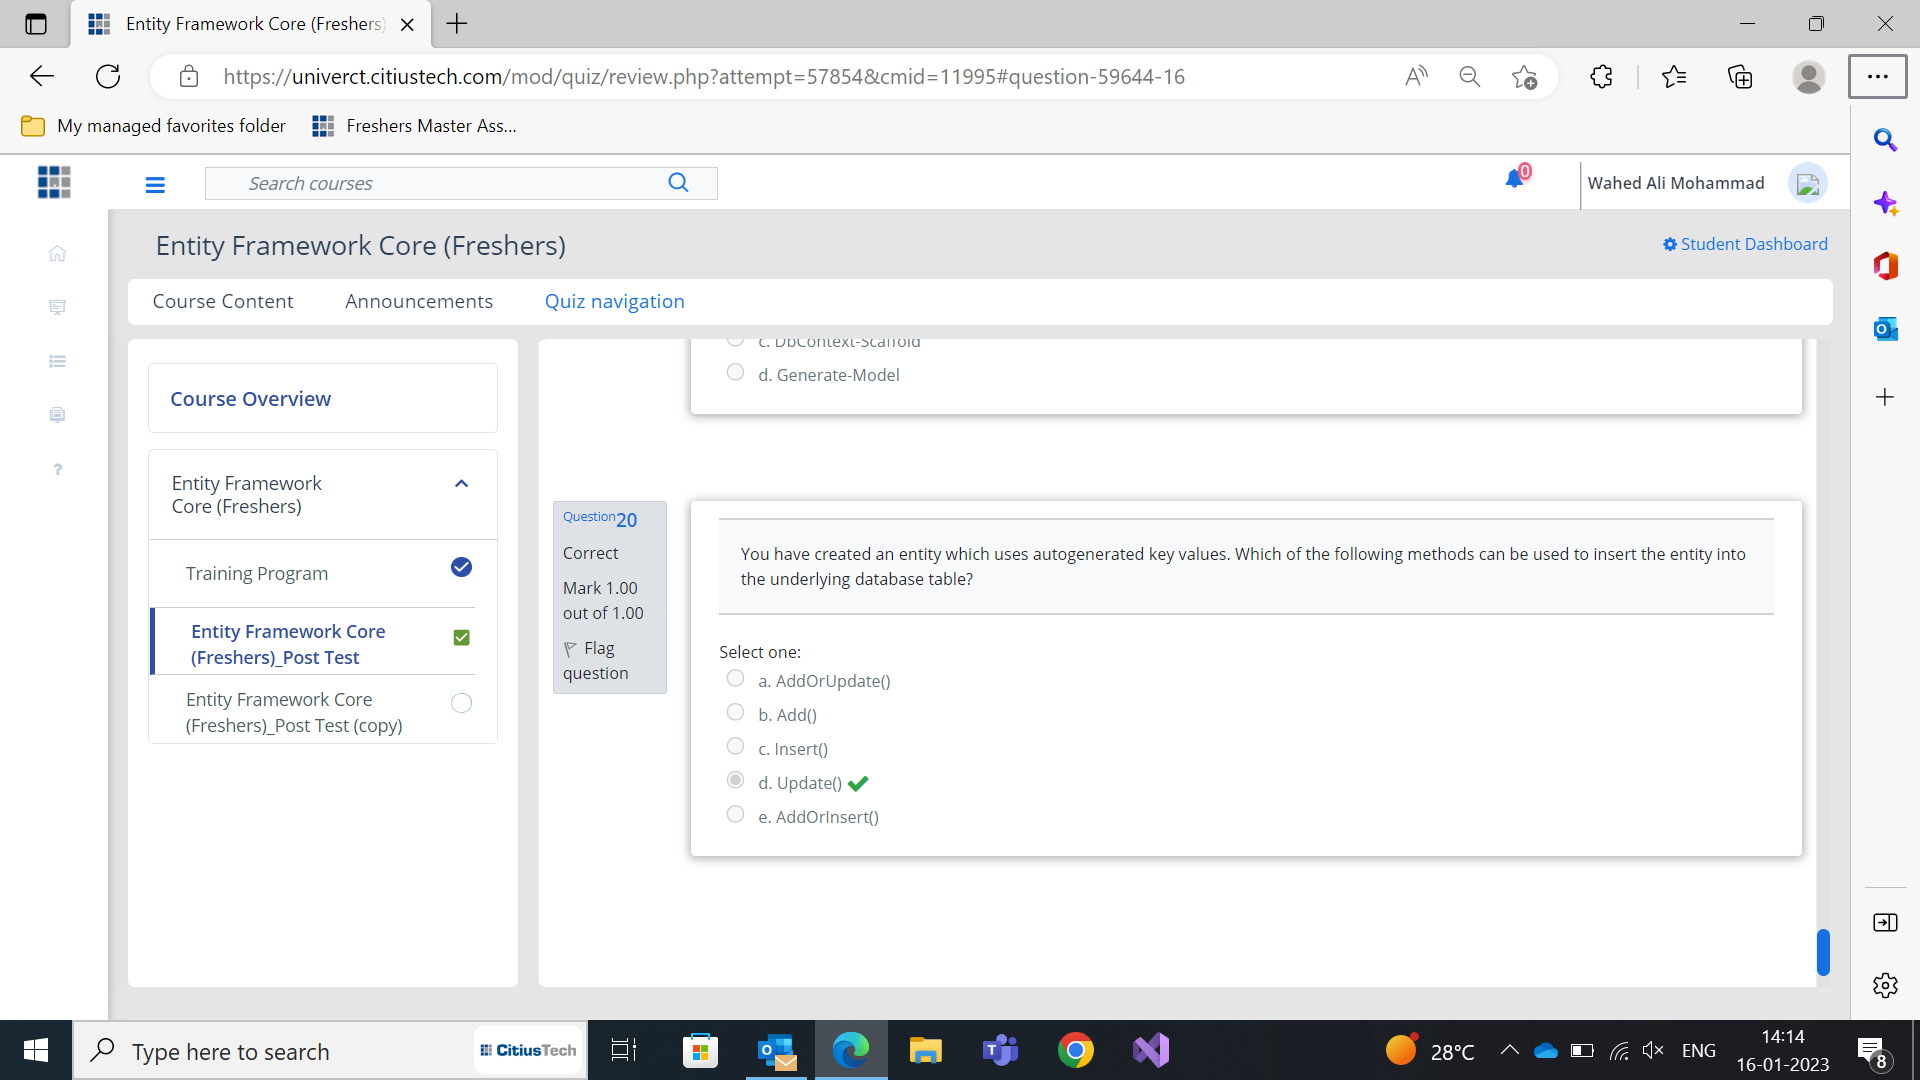 Entity Framework Core (Freshers)
https://univerct.citiustech.com/mod/quiz/review.php?attempt=57854&cmid=11995#question-59644-16
My managed favorites folder
Freshers Master Ass...
Search courses
0
Wahed Ali Mohammad
Entity Framework Core (Freshers)
Student Dashboard
Course Content
Announcements
Quiz navigation
Course Overview
Entity Framework
Core (Freshers)
Training Program
Entity Framework Core
(Freshers)_Post Test
Entity Framework Core
(Freshers)_Post Test (copy)
c. DbContext-Scaffold
d. Generate-Model
Question 20
Correct
Mark 1.00
out of 1.00
Flag
question
You have created an entity which uses autogenerated key values. Which of the following methods can be used to insert the entity into
the underlying database table?
Select one:
a. AddOrUpdate()
b. Add()
c. Insert()
d. Update()
e. AddOrInsert()
Type here to search
CitiusTech
28°C
ENG
14:14
16-01-2023
8